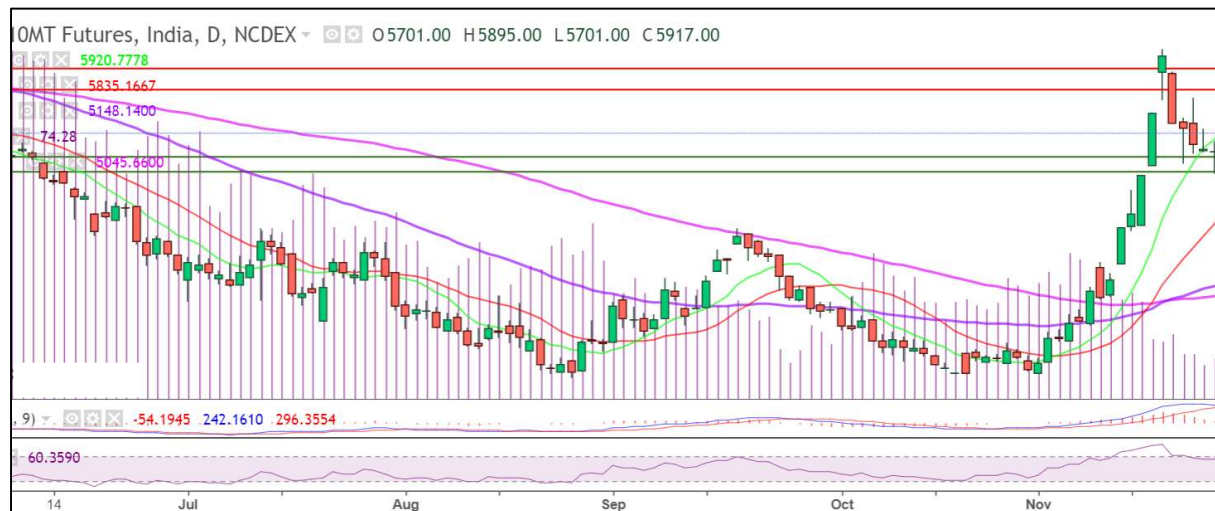 10MT Futures, India, D, NCDEX O5701.00 H5895.00 L5701.00 C5917.00
5920.7778
5835.1667
5148.1400
74.28
5045.6600
, 9) -54.1945 242.1610 296.3554
60.3590
14 Jul Aug Sep Oct Nov